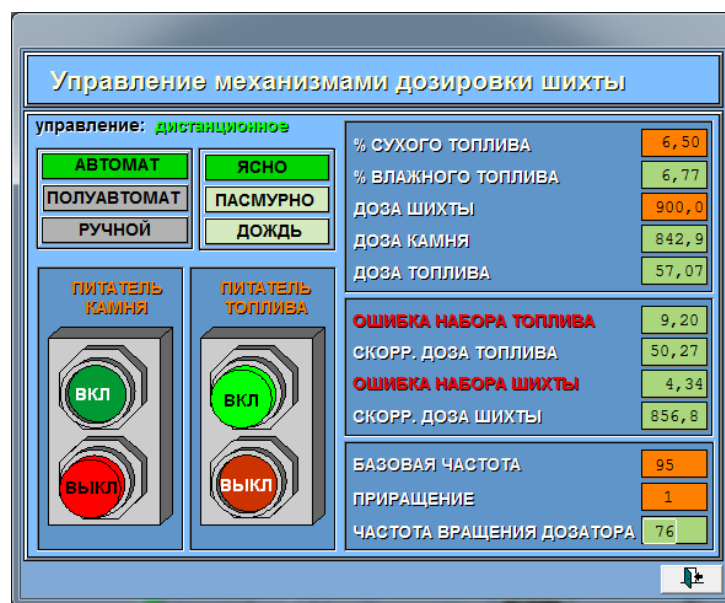 Управление механизмами дозировки шихты
управление: дистанционное
АВТОМАТ
ПОЛУАВТОМАТ
РУЧНОЙ
ЯСНО
ПАСМУРНО
ДОЖДЬ
ПИТАТЕЛЬ
КАМНЯ
ВКЛ
ВЫКЛ
ПИТАТЕЛЬ
ТОПЛИВА
ВКЛ
ВЫКЛ
% СУХОГО ТОПЛИВА 6,50
% ВЛАЖНОГО ТОПЛИВА 6,77
ДОЗА ШИХТЫ 900,0
ДОЗА КАМНЯ 842,9
ДОЗА ТОПЛИВА 57,07
ОШИБКА НАБОРА ТОПЛИВА 9,20
СКОРР. ДОЗА ТОПЛИВА 50,27
ОШИБКА НАБОРА ШИХТЫ 4,34
СКОРР. ДОЗА ШИХТЫ 856,8
БАЗОВАЯ ЧАСТОТА 95
ПРИРАЩЕНИЕ 1
ЧАСТОТА ВРАЩЕНИЯ ДОЗАТОРА 76